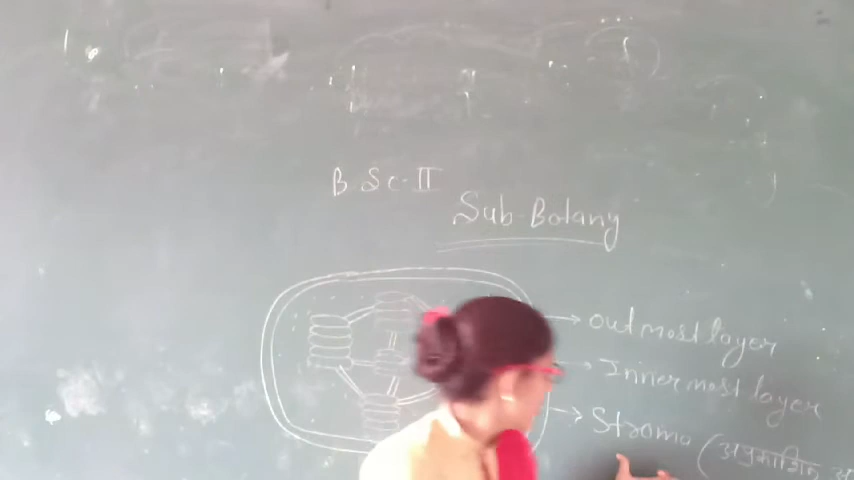 B.Sc-II
Sub-Botany
Outmost layer
Innermost layer
Stroma (